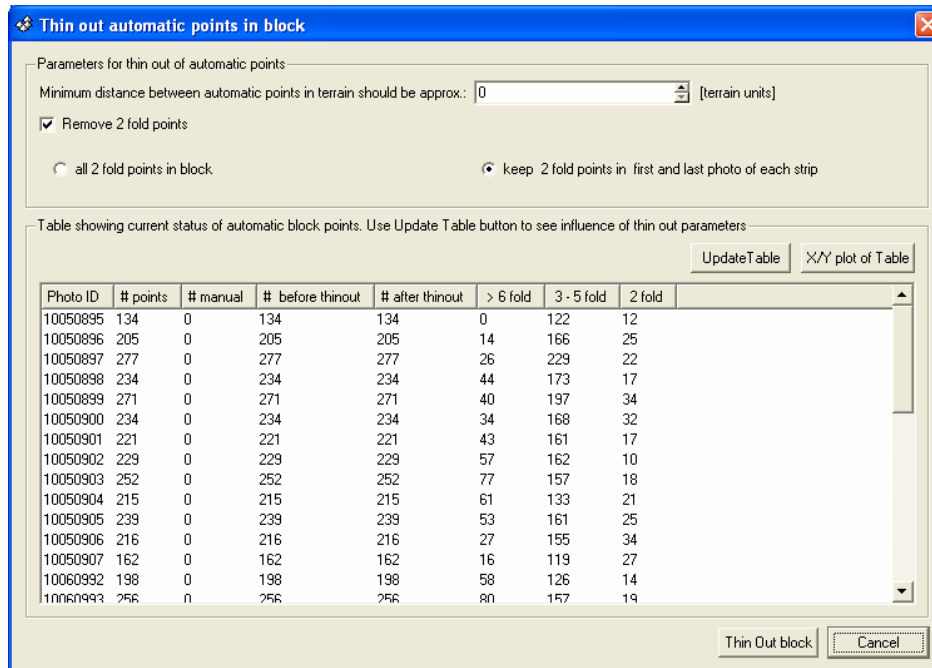 Thin out automatic points in block
Parameters for thin out of automatic points
Minimum distance between automatic points in terrain should be approx.: 0 [terrain units]
Remove 2 fold points
all 2 fold points in block keep 2 fold points in first and last photo of each strip
Table showing current status of automatic block points. Use Update Table button to see influence of thin out parameters
UpdateTable X/Y plot of Table
Photo ID # points # manual # before thinout # after thinout > 6 fold 3 - 5 fold 2 fold
10050895 134 0 134 134 0 122 12
10050896 205 0 205 205 14 166 25
10050897 277 0 277 277 26 229 22
10050898 234 0 234 234 44 173 17
10050899 271 0 271 271 40 197 34
10050900 234 0 234 234 34 168 32
10050901 221 0 221 221 43 161 17
10050902 229 0 229 229 57 162 10
10050903 252 0 252 252 77 157 18
10050904 215 0 215 215 61 133 21
10050905 239 0 239 239 53 161 25
10050906 216 0 216 216 27 155 34
10050907 162 0 162 162 16 119 27
10060992 198 0 198 198 58 126 14
10060993 256 0 256 256 80 157 19
Thin Out block Cancel